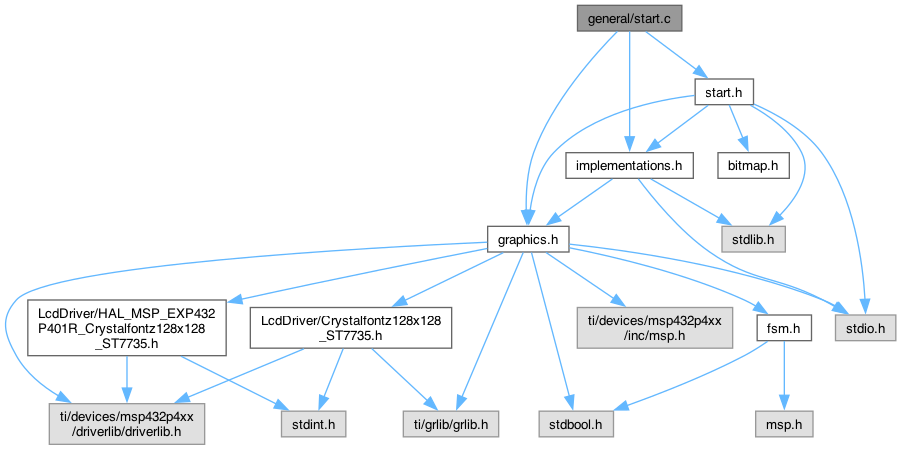 general/start.c
start.h
implementations.h
bitmap.h
stdlib.h
graphics.h
LcdDriver/HAL_MSP_EXP432
P401R_Crystalfontz128x128
_ST7735.h
LcdDriver/Crystalfontz128x128
_ST7735.h
ti/devices/msp432p4xx
/inc/msp.h
fsm.h
stdio.h
ti/devices/msp432p4xx
/driverlib/driverlib.h
stdint.h
ti/grlib/grlib.h
stdbool.h
msp.h